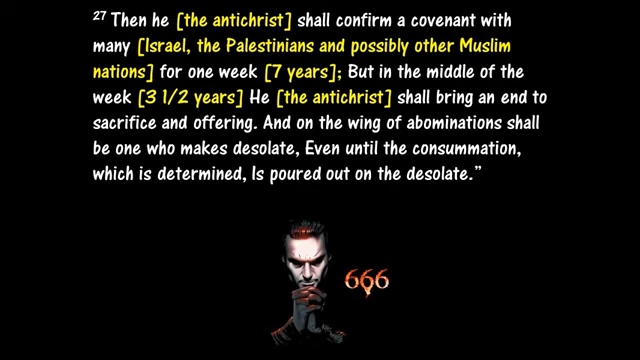 27 Then he [the antichrist] shall confirm a covenant with
many [Israel, the Palestinians and possibly other Muslim
nations] for one week [7 years]; But in the middle of the
week [3 1/2 years] He [the antichrist] shall bring an end to
sacrifice and offering. And on the wing of abominations shall
be one who makes desolate, Even until the consummation,
which is determined, Is poured out on the desolate.”
666